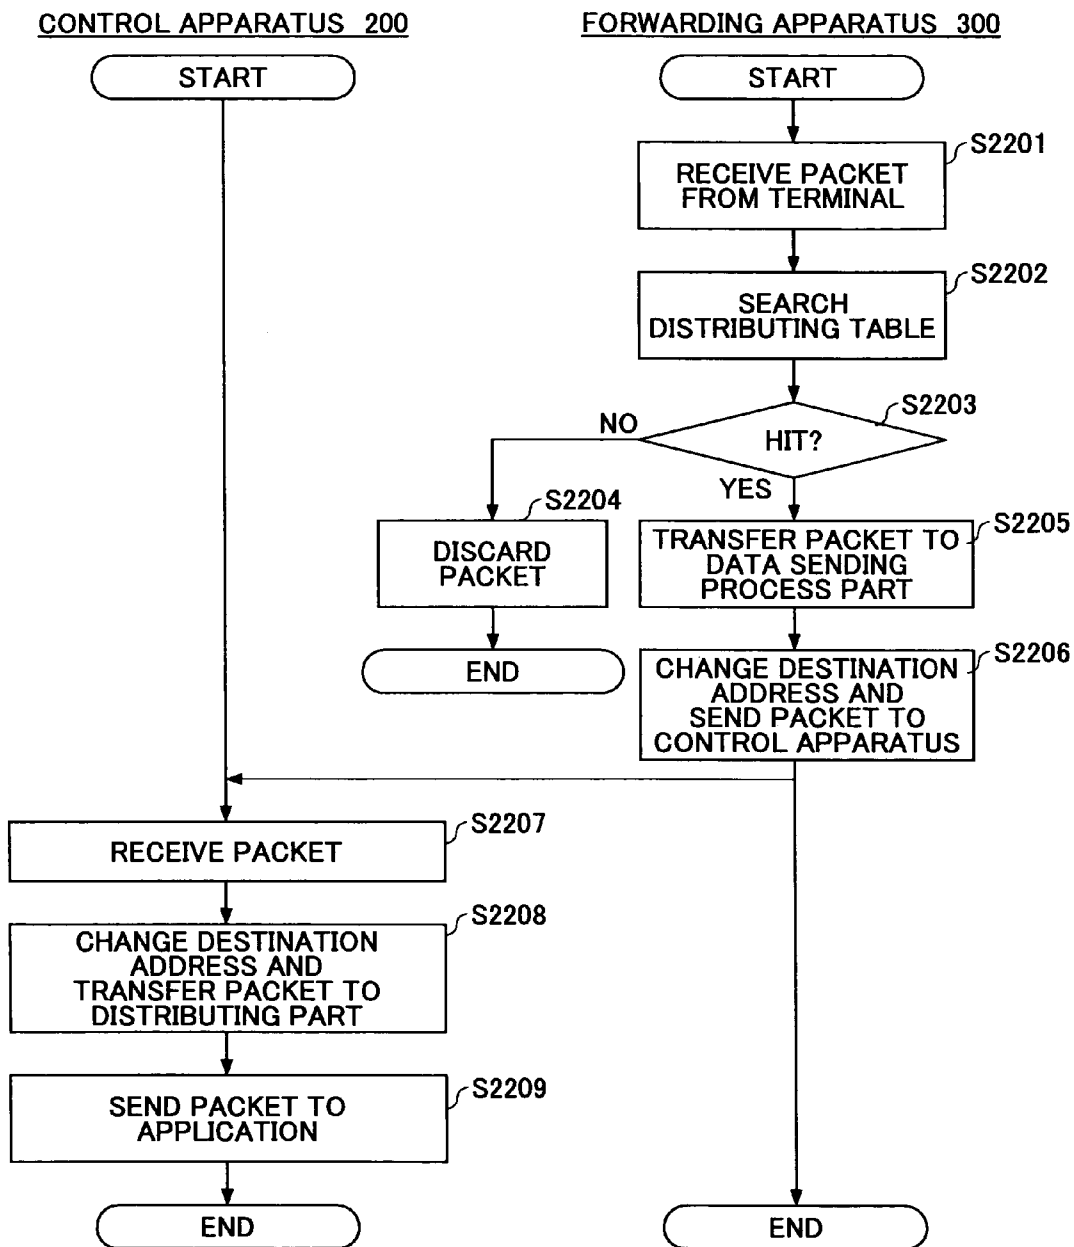 CONTROL APPARATUS 200
FORWARDING APPARATUS 300
START
START
S2201
RECEIVE PACKET
FROM TERMINAL
S2202
SEARCH
DISTRIBUTING TABLE
S2203
HIT?
NO
YES
S2204
DISCARD
PACKET
END
S2205
TRANSFER PACKET TO
DATA SENDING
PROCESS PART
S2206
CHANGE DESTINATION
ADDRESS AND
SEND PACKET TO
CONTROL APPARATUS
S2207
RECEIVE PACKET
S2208
CHANGE DESTINATION
ADDRESS AND
TRANSFER PACKET TO
DISTRIBUTING PART
S2209
SEND PACKET TO
APPLICATION
END
END